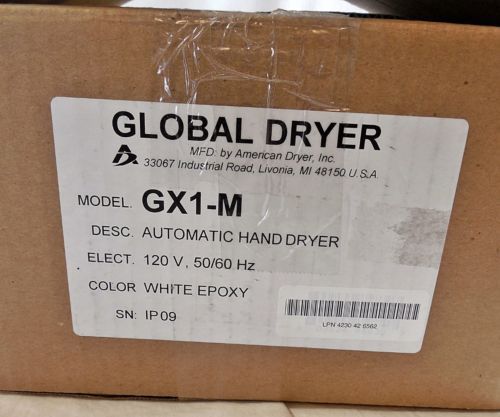 GLOBAL DRYER
MFD. by American Dryer, Inc.
33067 Industrial Road, Livonia, MI 48150 U.S.A.
MODEL. GX1-M
DESC. AUTOMATIC HAND DRYER
ELECT. 120 V, 50/60 Hz
COLOR WHITE EPOXY
SN: IP09
LPN 4230 42 6562